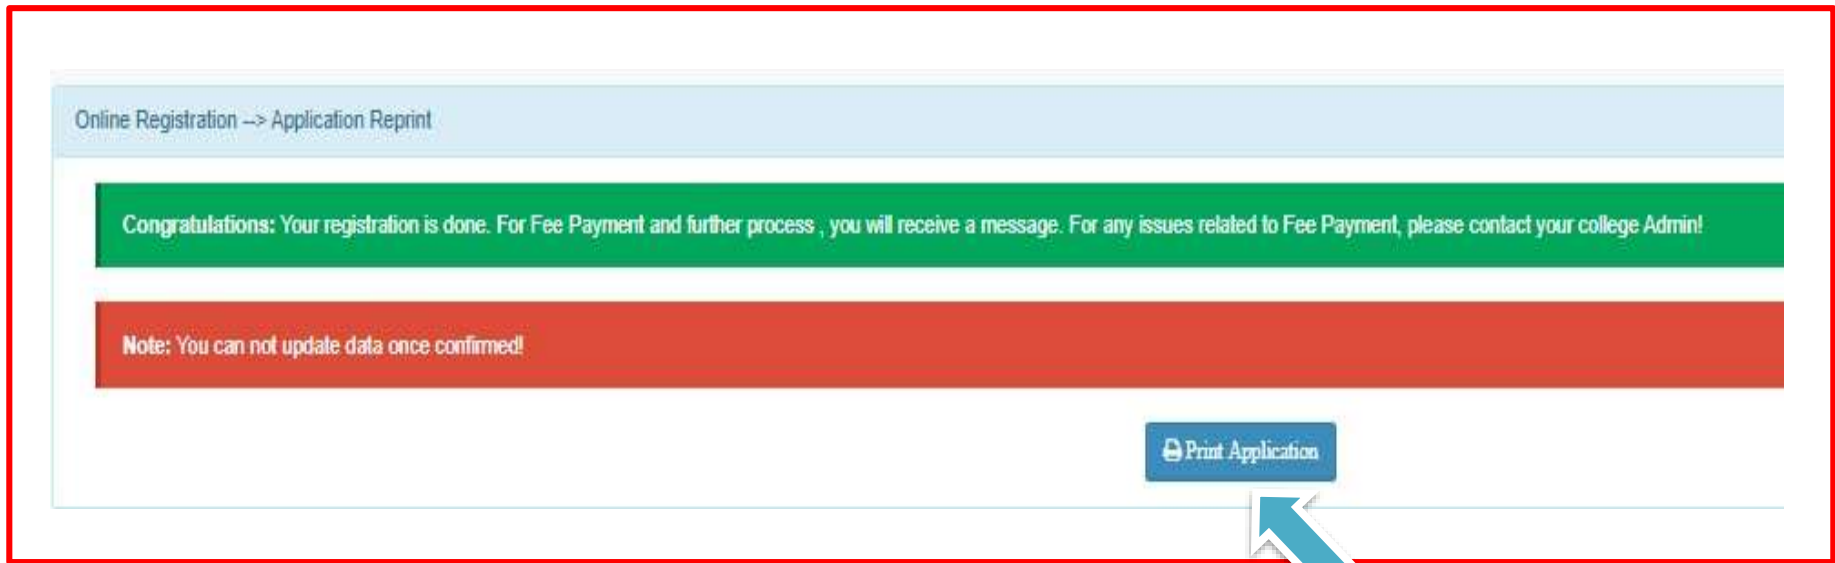 Online Registration --> Application Reprint
Congratulations: Your registration is done. For Fee Payment and further process , you will receive a message. For any issues related to Fee Payment, please contact your college Admin!
Note: You can not update data once confirmed!
Print Application